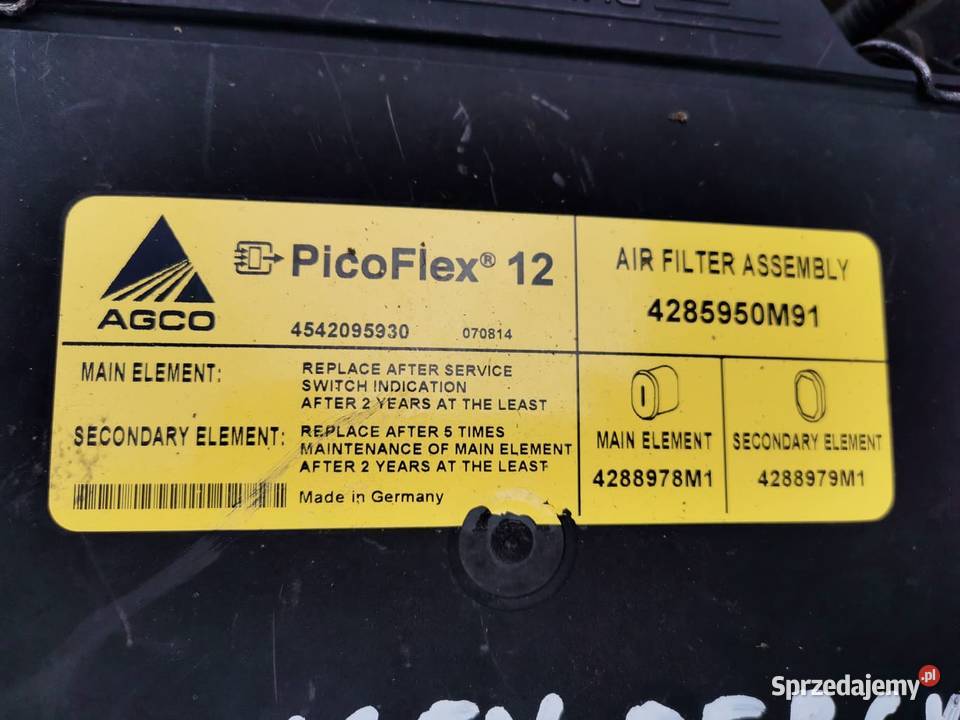 AGCO
PicoFlex® 12
4542095930 070814
AIR FILTER ASSEMBLY
4285950M91
MAIN ELEMENT: REPLACE AFTER SERVICE
SWITCH INDICATION
AFTER 2 YEARS AT THE LEAST
SECONDARY ELEMENT: REPLACE AFTER 5 TIMES
MAINTENANCE OF MAIN ELEMENT
AFTER 2 YEARS AT THE LEAST
Made in Germany
MAIN ELEMENT
4288978M1
SECONDARY ELEMENT
4288979M1
Sprzedajemy.pl